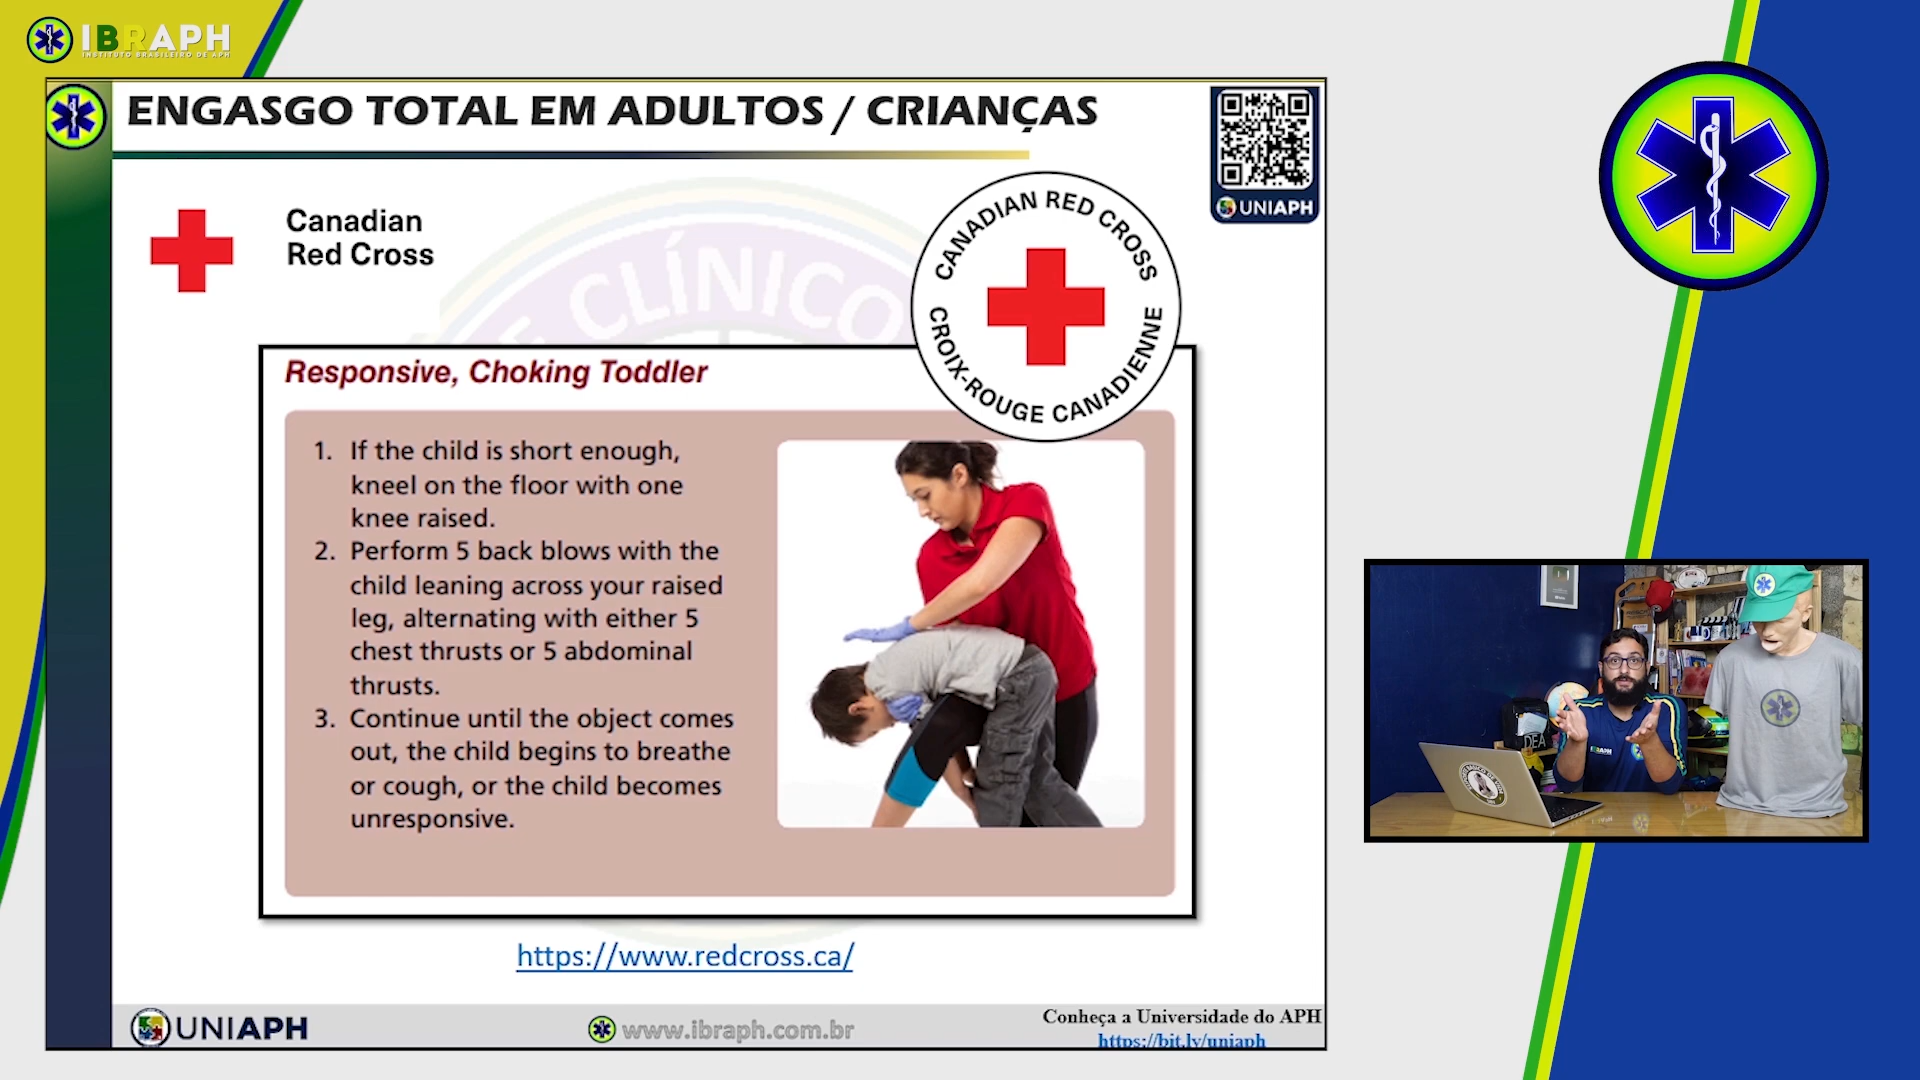 IBRAPH
INSTITUTO BRASILEIRO DE APH
ENGASGO TOTAL EM ADULTOS / CRIANÇAS
UNIAPH
Canadian
Red Cross
CANADIAN RED CROSS
CROIX-ROUGE CANADIENNE
E CLÍNICO
Responsive, Choking Toddler
1. If the child is short enough,
kneel on the floor with one
knee raised.
2. Perform 5 back blows with the
child leaning across your raised
leg, alternating with either 5
chest thrusts or 5 abdominal
thrusts.
3. Continue until the object comes
out, the child begins to breathe
or cough, or the child becomes
unresponsive.
https://www.redcross.ca/
UNIAPH
www.ibraph.com.br
Conheça a Universidade do APH
https://bit.ly/uniaph
DEA
IBRAPH